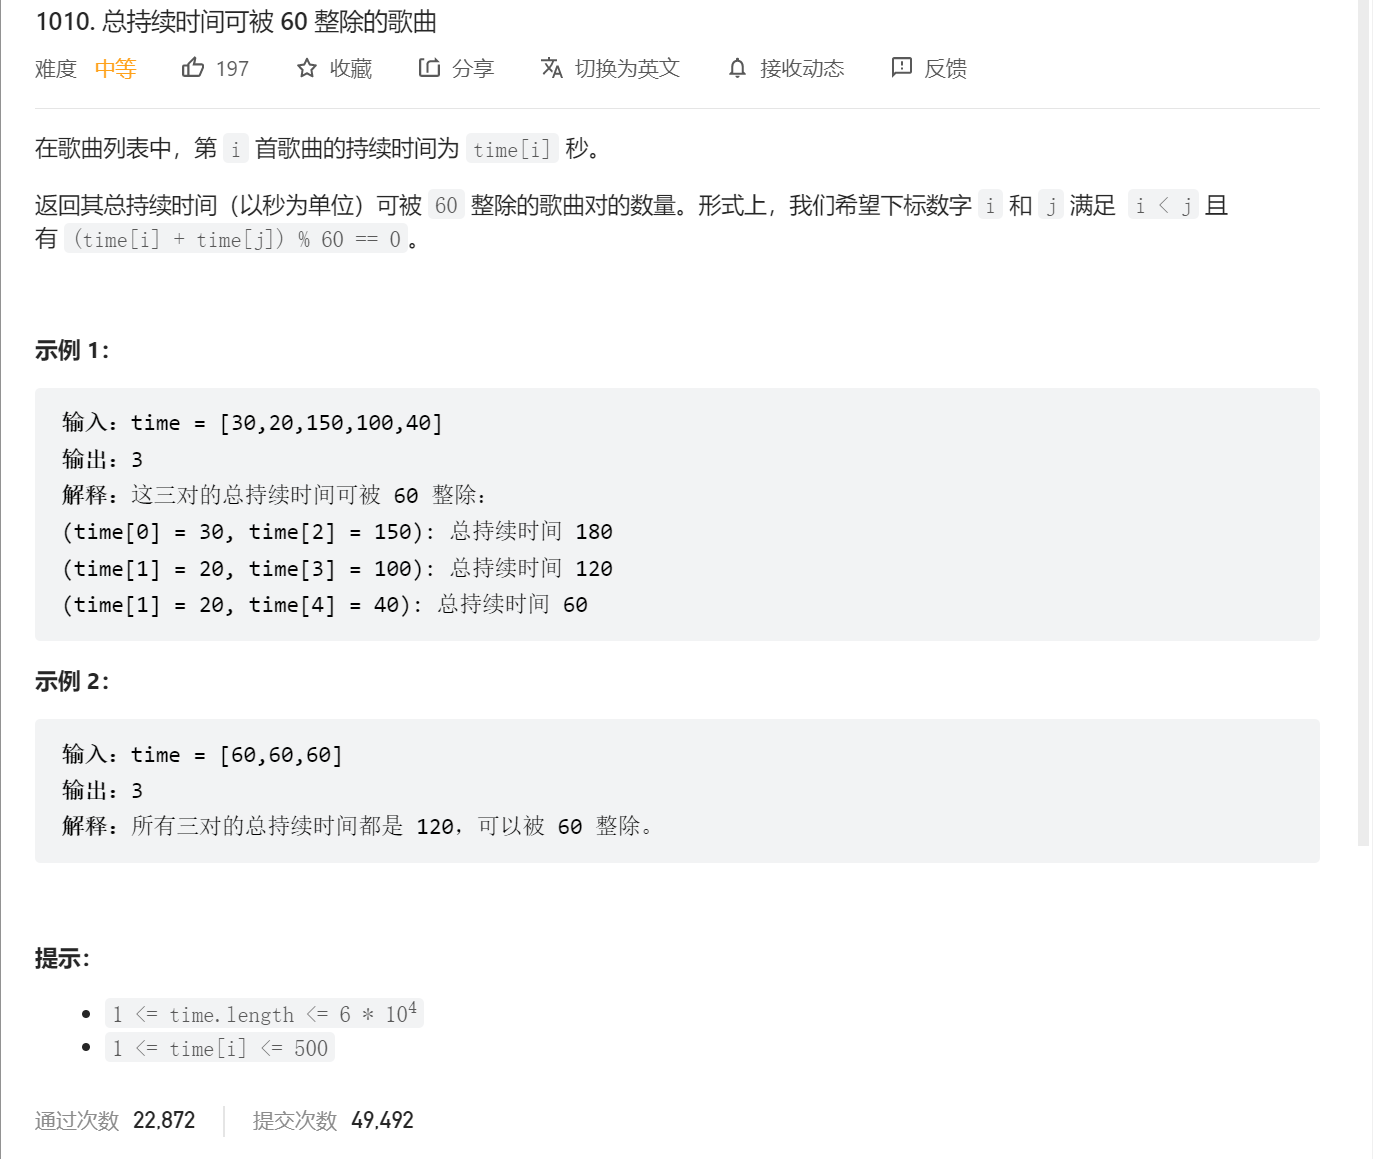 1010. 总持续时间可被 60 整除的歌曲
难度 中等 197 收藏 分享 切换为英文 接收动态 反馈
在歌曲列表中，第 i 首歌曲的持续时间为 time[i] 秒。
返回其总持续时间（以秒为单位）可被 60 整除的歌曲对的数量。形式上，我们希望下标数字 i 和 j 满足 i < j 且
有 (time[i] + time[j]) % 60 == 0。
示例 1：
输入：time = [30,20,150,100,40]
输出：3
解释：这三对的总持续时间可被 60 整除：
(time[0] = 30, time[2] = 150): 总持续时间 180
(time[1] = 20, time[3] = 100): 总持续时间 120
(time[1] = 20, time[4] = 40): 总持续时间 60
示例 2：
输入：time = [60,60,60]
输出：3
解释：所有三对的总持续时间都是 120，可以被 60 整除。
提示：
• 1 <= time.length <= 6 * 10⁴
• 1 <= time[i] <= 500
通过次数 22,872 提交次数 49,492